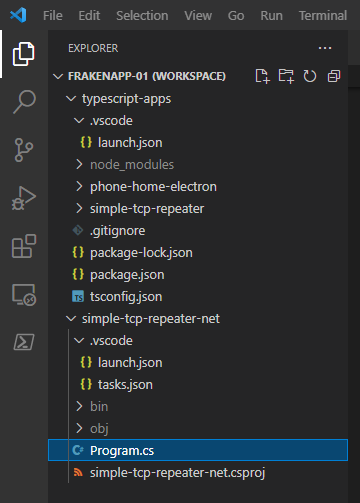 File Edit Selection View Go Run Terminal
EXPLORER
FRAKENAPP-01 (WORKSPACE)
typescript-apps
.vscode
{} launch.json
node_modules
phone-home-electron
simple-tcp-repeater
.gitignore
{} package-lock.json
{} package.json
TS tsconfig.json
simple-tcp-repeater-net
.vscode
{} launch.json
{} tasks.json
bin
obj
C# Program.cs
simple-tcp-repeater-net.csproj